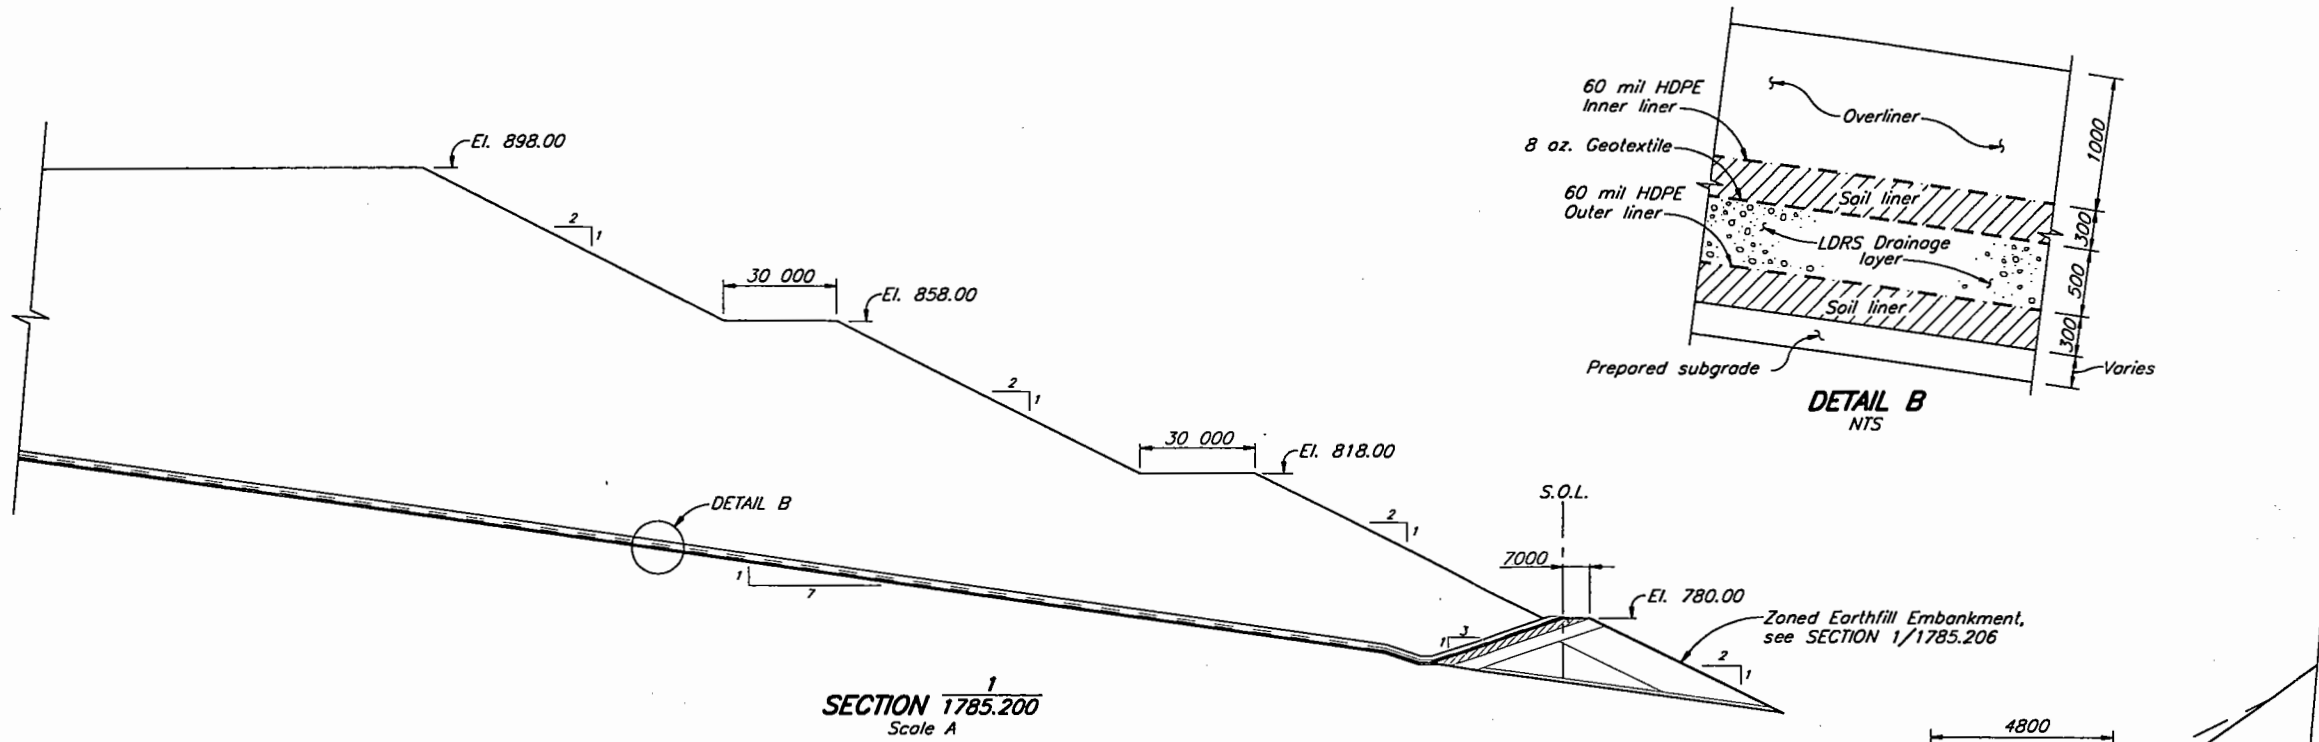 El. 898.00
2
1
30 000
El. 858.00
2
1
30 000
El. 818.00
2
1
S.O.L.
7000
El. 780.00
3
1
Zoned Earthfill Embankment,
see SECTION 1/1785.206
2
1
DETAIL B
1
7
SECTION 1
1785.200
Scale A
60 mil HDPE
Inner liner
8 oz. Geotextile
60 mil HDPE
Outer liner
Overliner
Soil liner
LDRS Drainage
layer
Soil liner
Prepared subgrade
1000
300
500
300
Varies
DETAIL B
NTS
4800